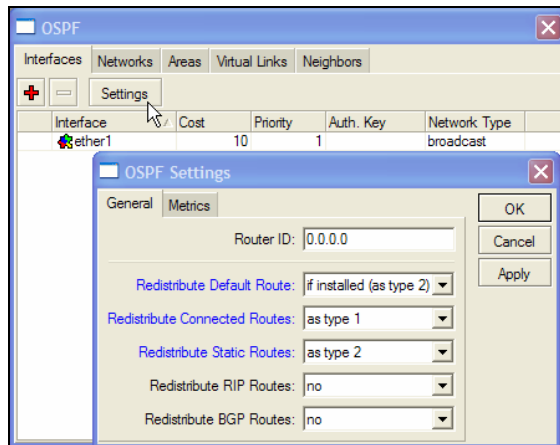 OSPF
Interfaces Networks Areas Virtual Links Neighbors
Settings
Interface Cost Priority Auth. Key Network Type
ether1 10 1 broadcast
OSPF Settings
General Metrics
OK
Router ID: 0.0.0.0
Cancel
Apply
Redistribute Default Route: if installed (as type 2)
Redistribute Connected Routes: as type 1
Redistribute Static Routes: as type 2
Redistribute RIP Routes: no
Redistribute BGP Routes: no